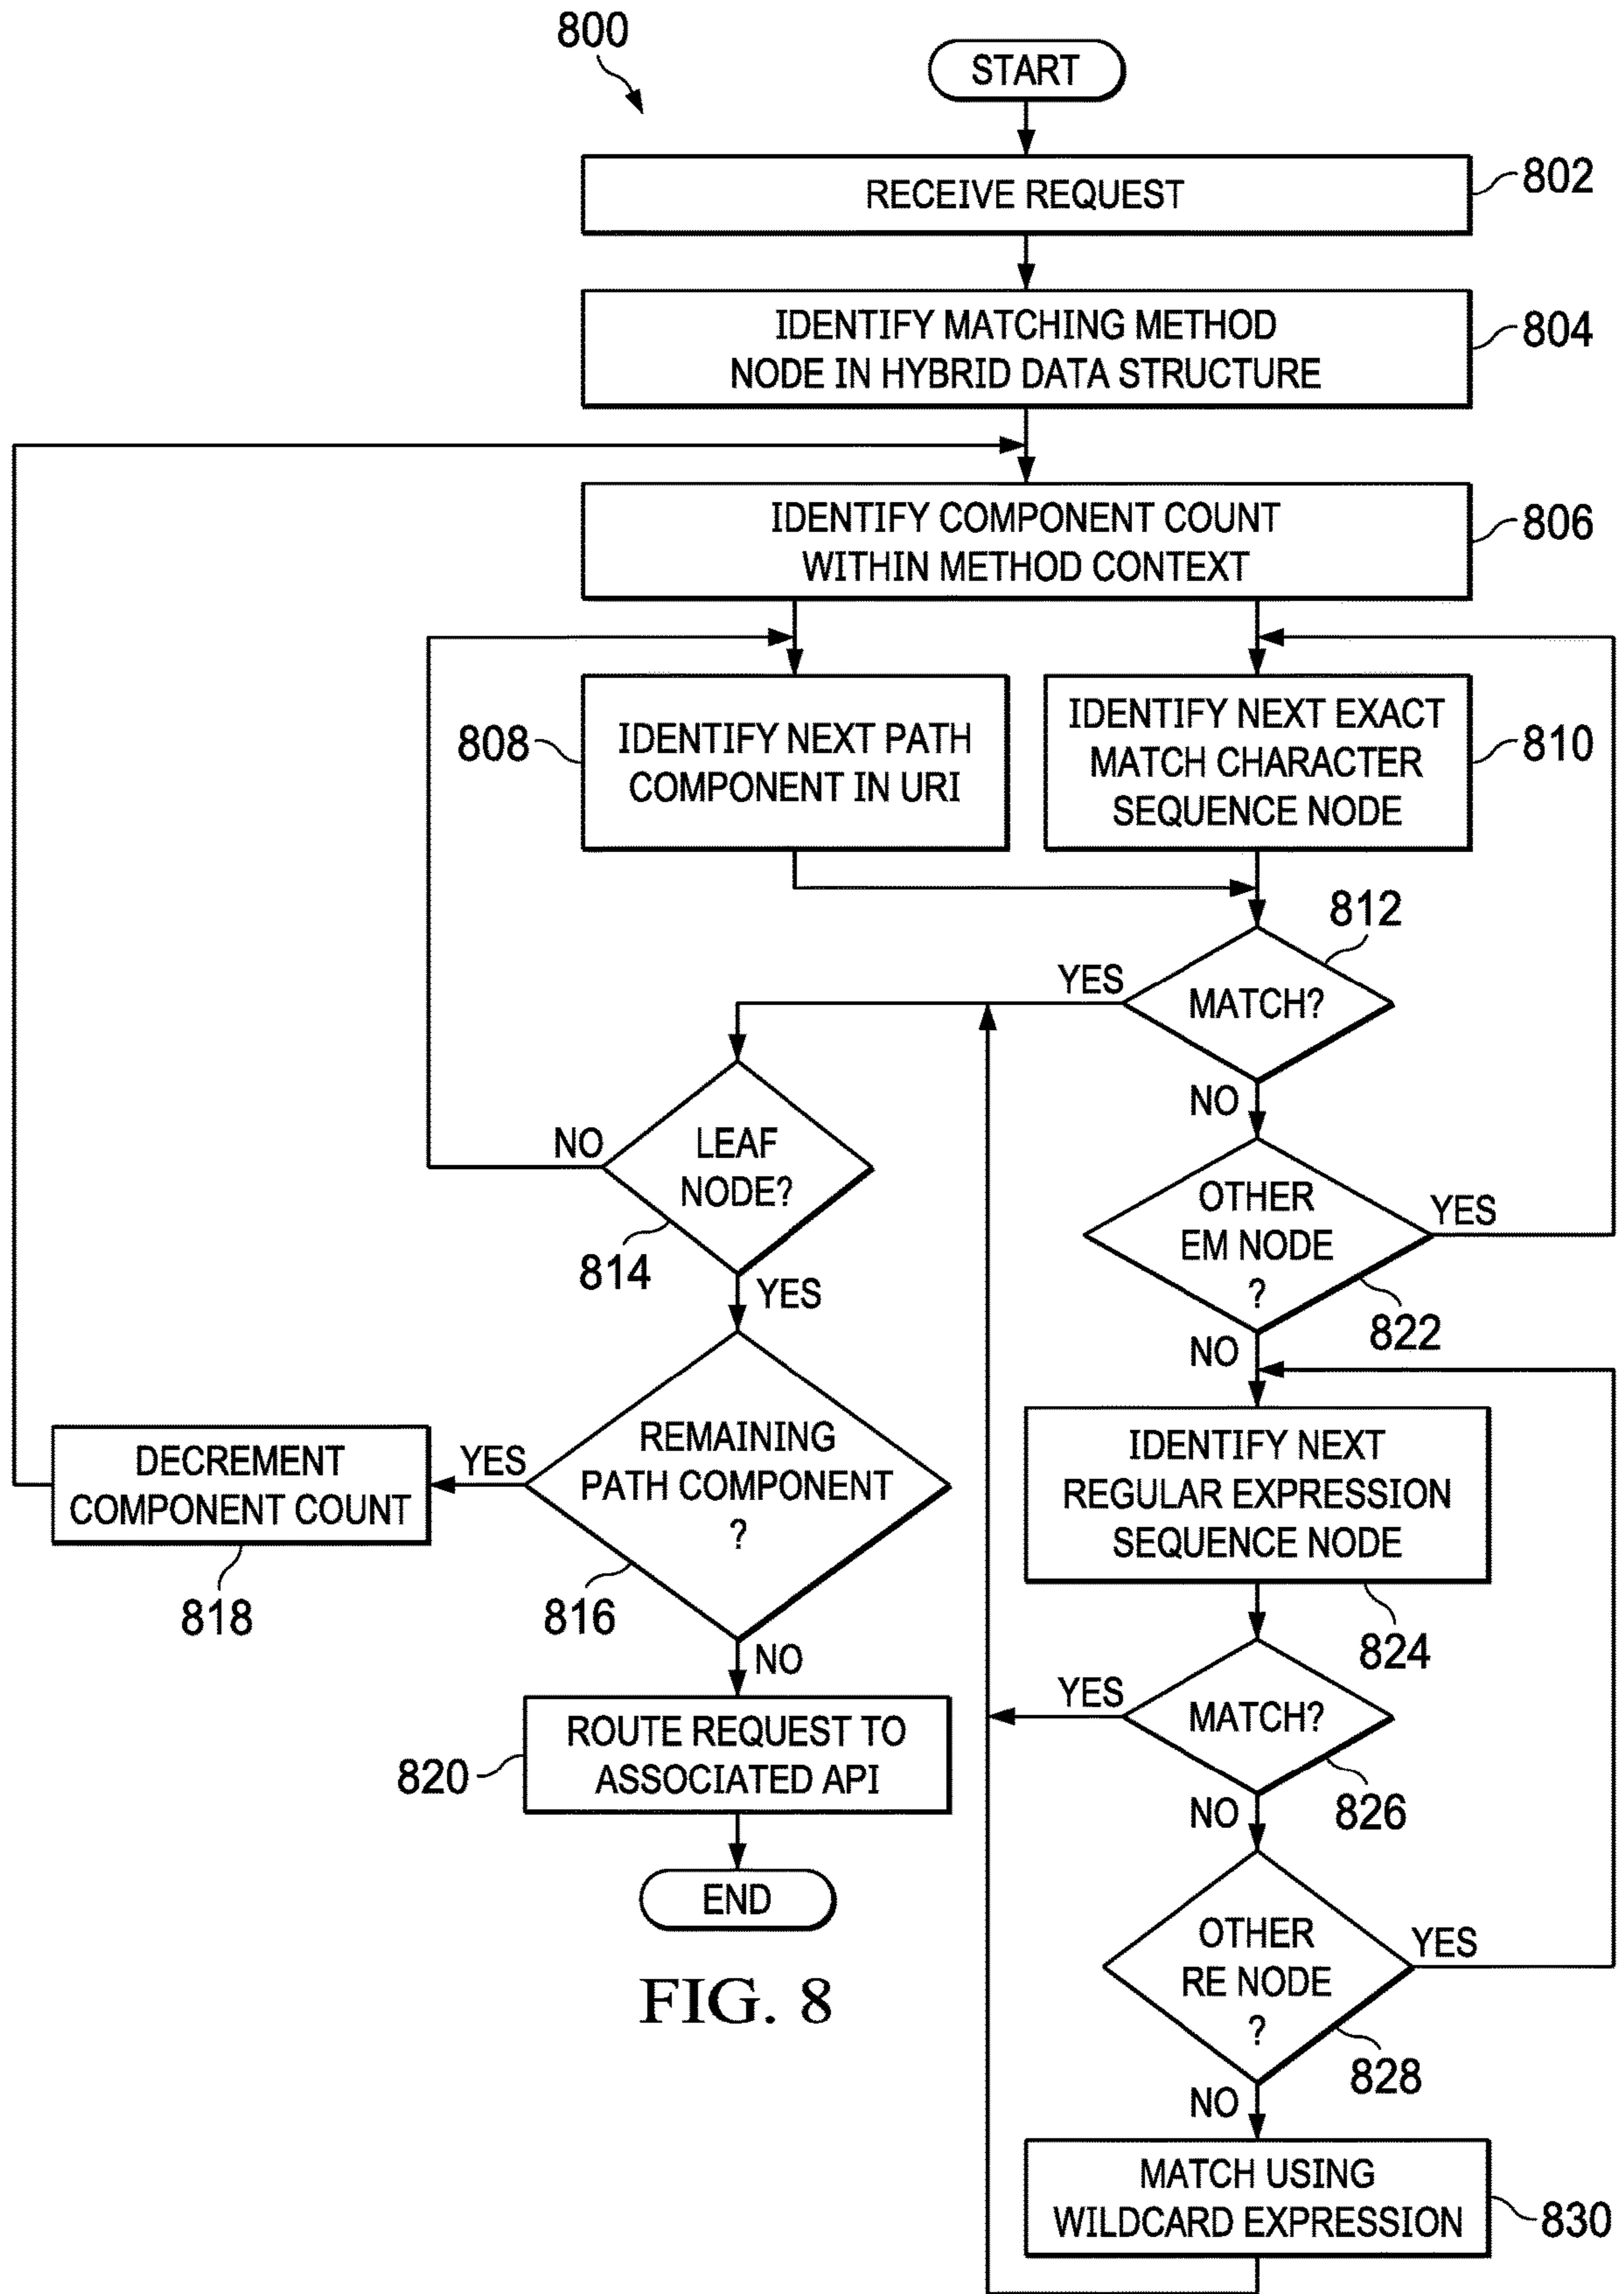 800
START
RECEIVE REQUEST
802
IDENTIFY MATCHING METHOD
NODE IN HYBRID DATA STRUCTURE
804
IDENTIFY COMPONENT COUNT
WITHIN METHOD CONTEXT
806
808
IDENTIFY NEXT PATH
COMPONENT IN URI
IDENTIFY NEXT EXACT
MATCH CHARACTER
SEQUENCE NODE
810
812
YES
MATCH?
NO
NO
LEAF
NODE?
814
YES
OTHER
EM NODE
?
YES
822
NO
REMAINING
PATH COMPONENT
?
YES
816
DECREMENT
COMPONENT COUNT
818
NO
IDENTIFY NEXT
REGULAR EXPRESSION
SEQUENCE NODE
824
YES
MATCH?
826
NO
ROUTE REQUEST TO
ASSOCIATED API
820
END
OTHER
RE NODE
?
YES
828
NO
MATCH USING
WILDCARD EXPRESSION
830
FIG. 8